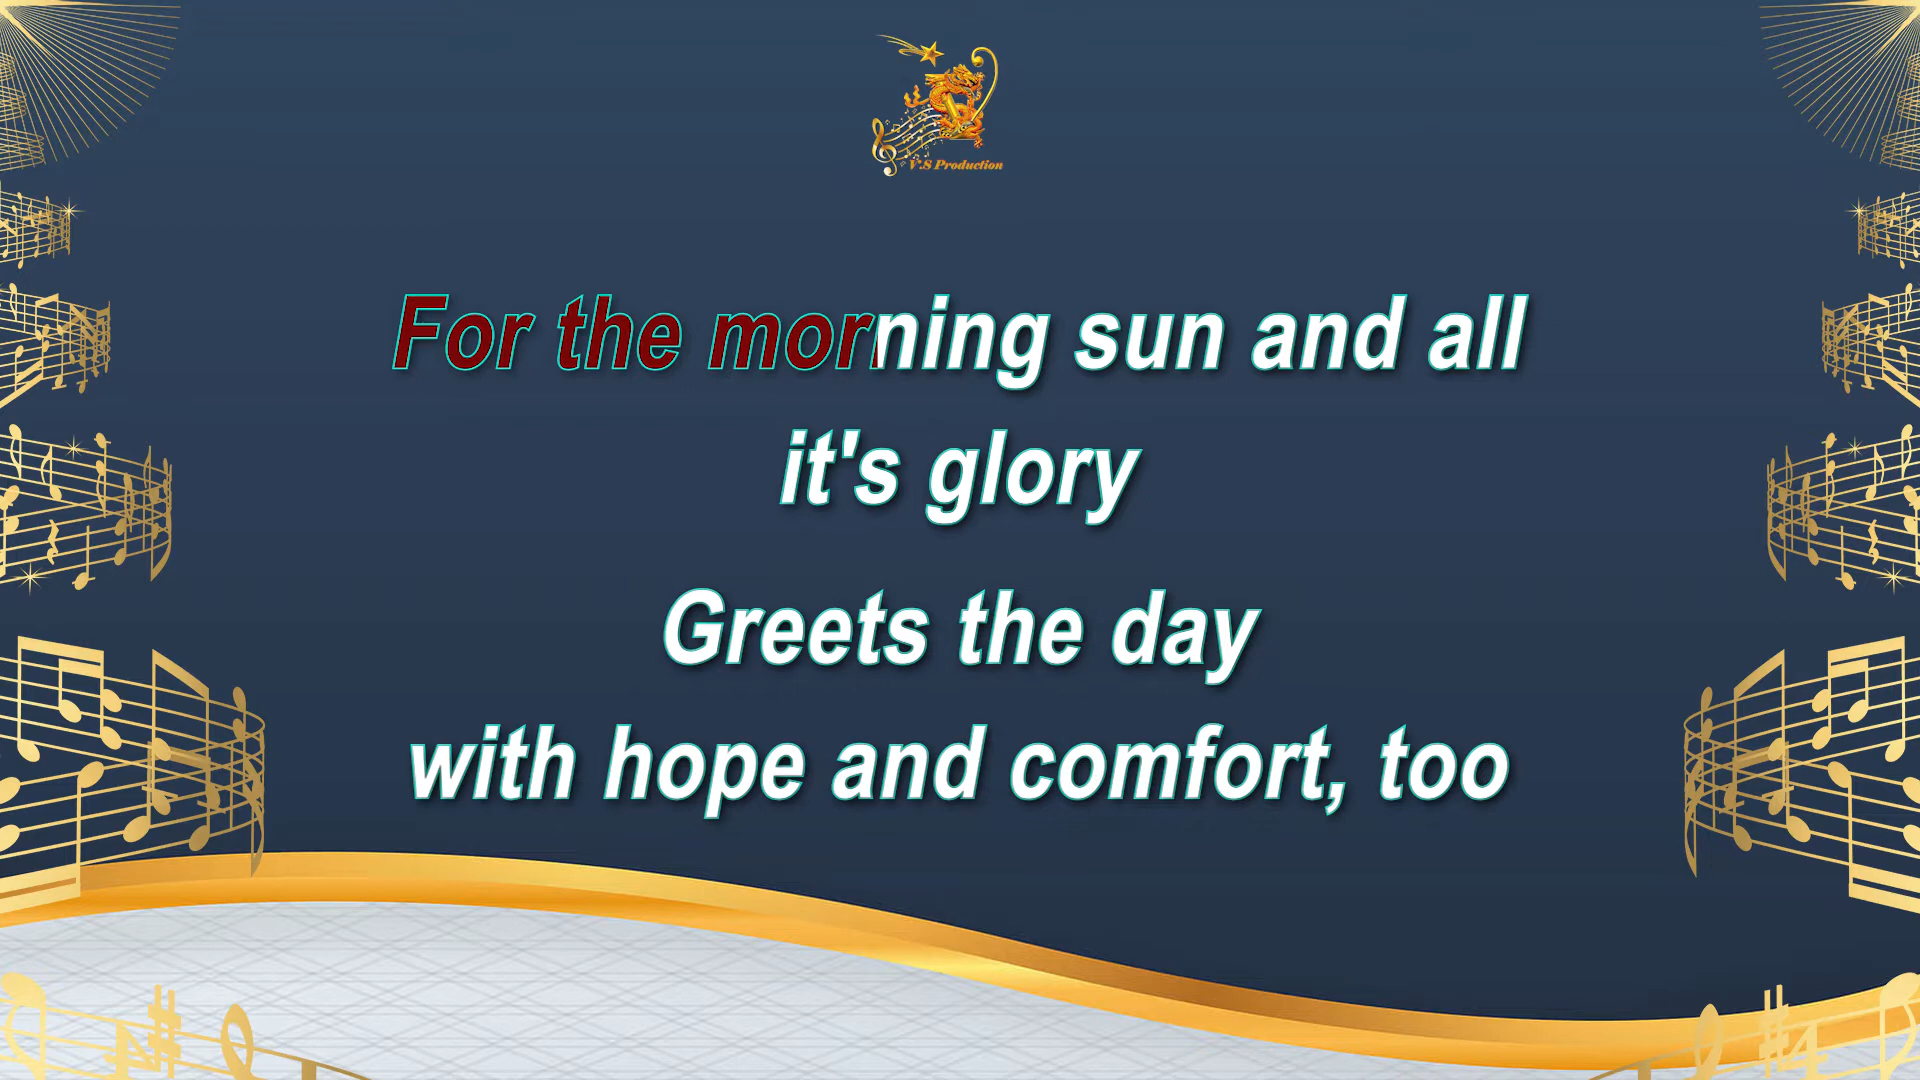 V.S Production
For the morning sun and all
it's glory
Greets the day
with hope and comfort, too